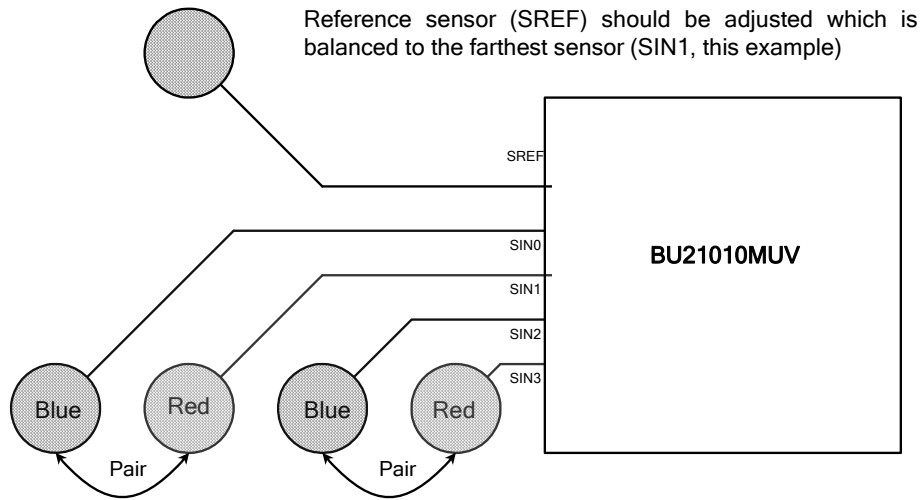 Reference sensor (SREF) should be adjusted which is
balanced to the farthest sensor (SIN1, this example)
SREF
SIN0
BU21010MUV
SIN1
SIN2
SIN3
Blue
Red
Blue
Red
Pair
Pair